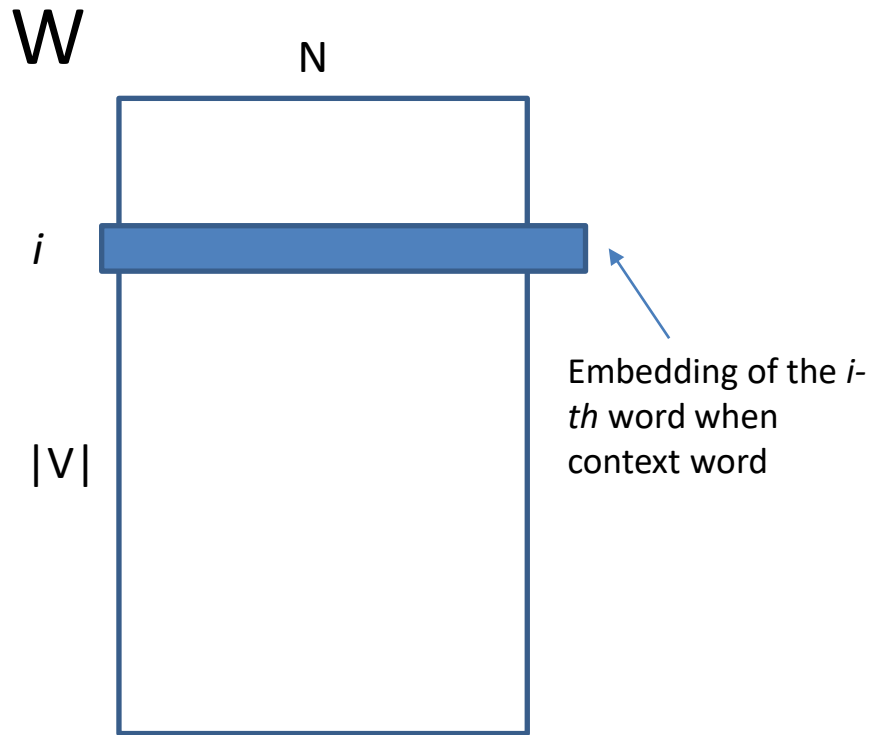 W
N
i
Embedding of the i-
th word when
context word
|V|